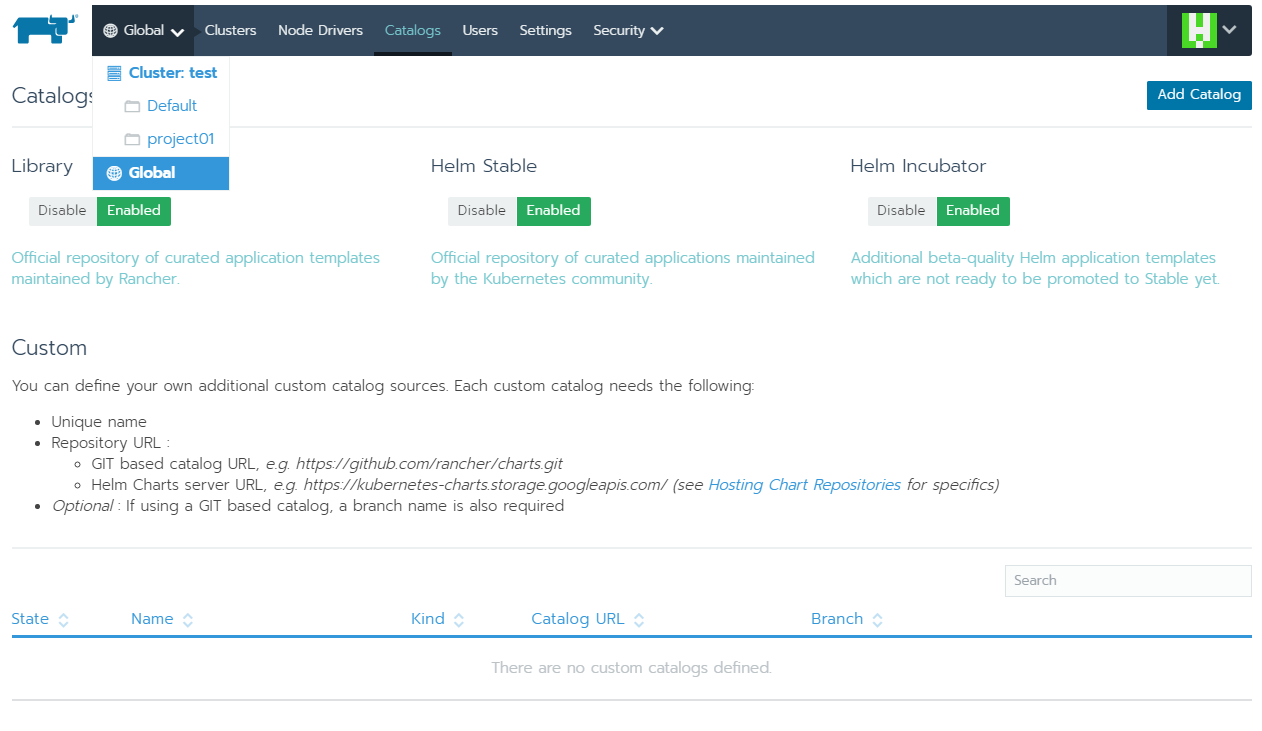 Global Clusters Node Drivers Catalogs Users Settings Security
Cluster: test
Default
project01
Global
Catalogs
Add Catalog
Library
Helm Stable
Helm Incubator
Disable Enabled
Disable Enabled
Disable Enabled
Official repository of curated application templates
maintained by Rancher.
Official repository of curated applications maintained
by the Kubernetes community.
Additional beta-quality Helm application templates
which are not ready to be promoted to Stable yet.
Custom
You can define your own additional custom catalog sources. Each custom catalog needs the following:
Unique name
Repository URL :
GIT based catalog URL, e.g. https://github.com/rancher/charts.git
Helm Charts server URL, e.g. https://kubernetes-charts.storage.googleapis.com/ (see Hosting Chart Repositories for specifics)
Optional : If using a GIT based catalog, a branch name is also required
Search
State Name Kind Catalog URL Branch
There are no custom catalogs defined.